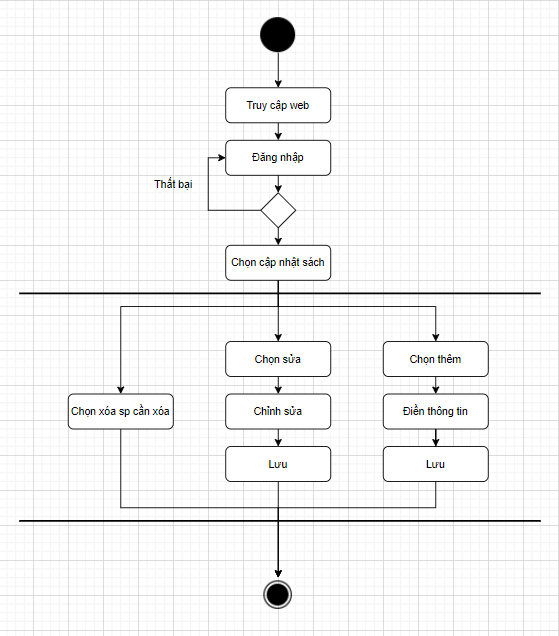 Truy cập web
Đăng nhập
Thất bại
Chọn cập nhật sách
Chọn sửa
Chọn thêm
Chọn xóa sp cần xóa
Chỉnh sửa
Điền thông tin
Lưu
Lưu